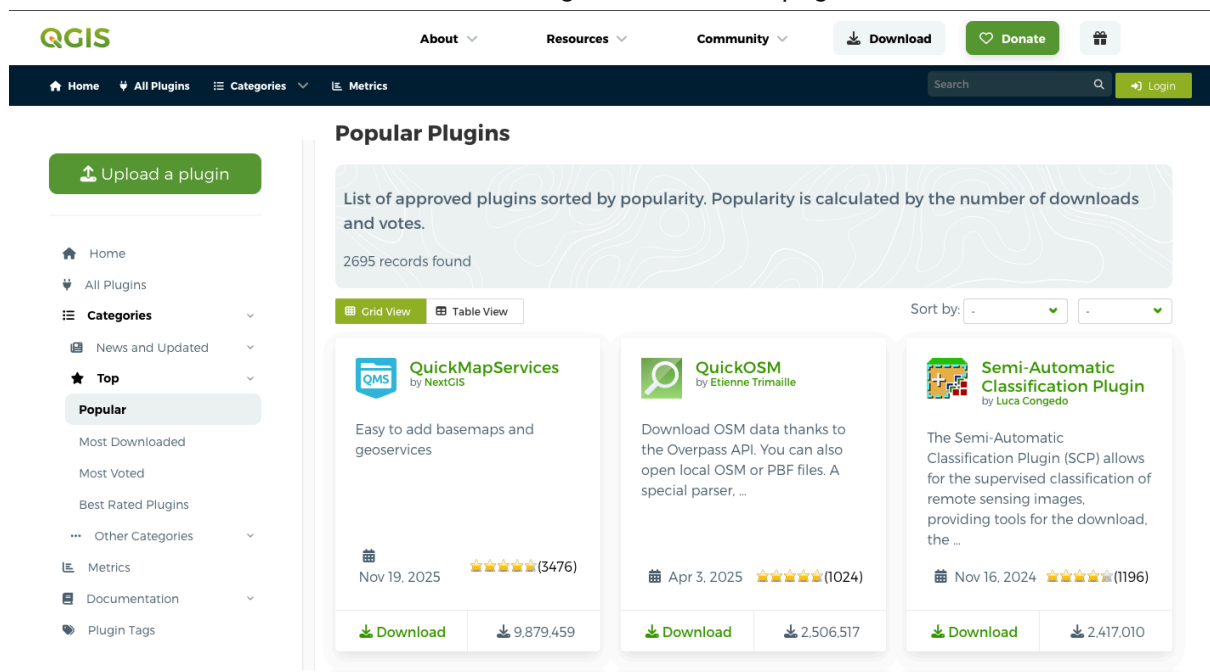 QGIS
About
Resources
Community
Download
Donate
Home
All Plugins
Categories
Metrics
Search
Login
Upload a plugin
Home
All Plugins
Categories
News and Updated
Top
Popular
Most Downloaded
Most Voted
Best Rated Plugins
Other Categories
Metrics
Documentation
Plugin Tags
Popular Plugins
List of approved plugins sorted by popularity. Popularity is calculated by the number of downloads
and votes.
2695 records found
Grid View
Table View
Sort by:
-
-
QMS
QuickMapServices
by NextGIS
Easy to add basemaps and
geoservices
Nov 19, 2025
(3476)
Download
9,879,459
QuickOSM
by Etienne Trimaille
Download OSM data thanks to
the Overpass API. You can also
open local OSM or PBF files. A
special parser, ...
Apr 3, 2025
(1024)
Download
2,506,517
Semi-Automatic
Classification Plugin
by Luca Congedo
The Semi-Automatic
Classification Plugin (SCP) allows
for the supervised classification of
remote sensing images,
providing tools for the download,
the ...
Nov 16, 2024
(1196)
Download
2,417,010